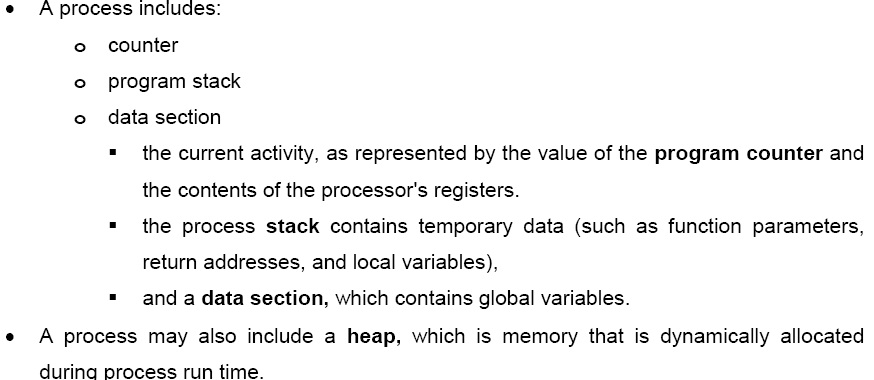 • A process includes:
o counter
o program stack
o data section
▪ the current activity, as represented by the value of the program counter and
the contents of the processor's registers.
▪ the process stack contains temporary data (such as function parameters,
return addresses, and local variables),
▪ and a data section, which contains global variables.
• A process may also include a heap, which is memory that is dynamically allocated
during process run time.